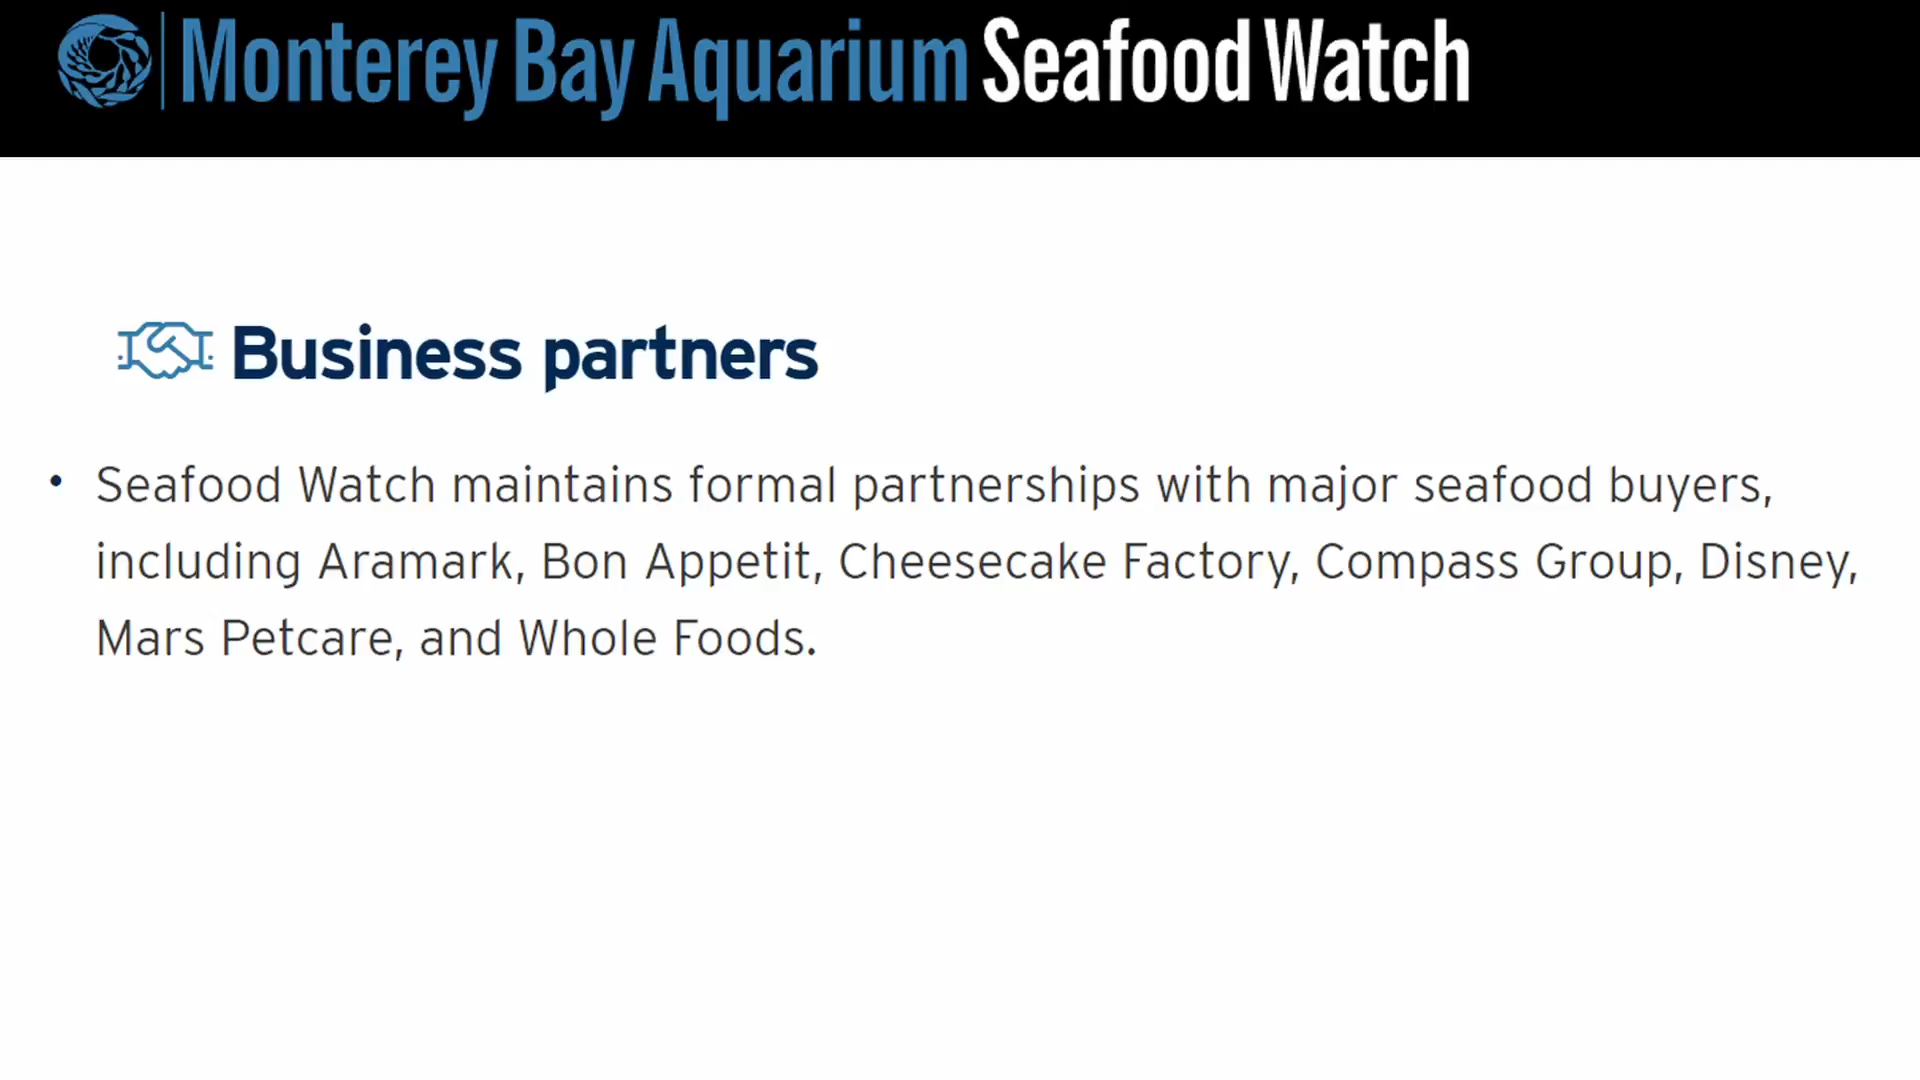 Monterey Bay Aquarium Seafood Watch
Business partners
• Seafood Watch maintains formal partnerships with major seafood buyers,
including Aramark, Bon Appetit, Cheesecake Factory, Compass Group, Disney,
Mars Petcare, and Whole Foods.